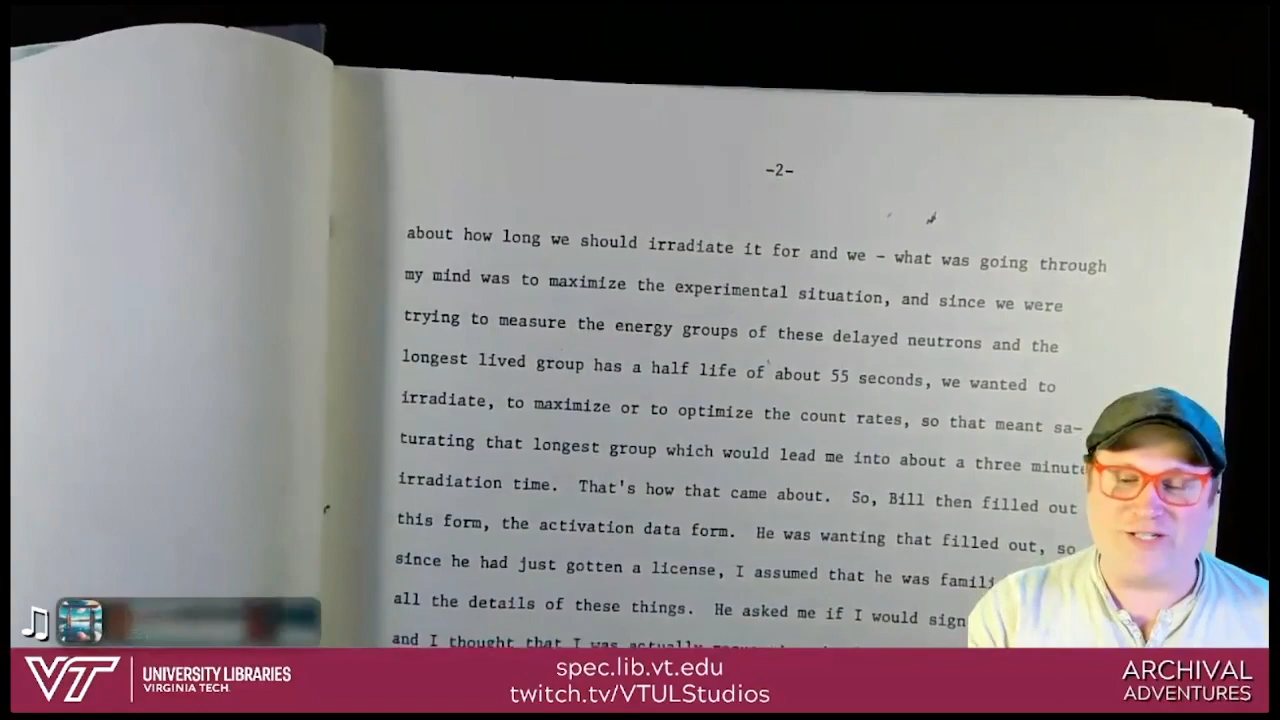 -2-
about how long we should irradiate it for and we - what was going through
my mind was to maximize the experimental situation, and since we were
trying to measure the energy groups of these delayed neutrons and the
longest lived group has a half life of about 55 seconds, we wanted to
irradiate, to maximize or to optimize the count rates, so that meant sa-
turating that longest group which would lead me into about a three minute
irradiation time. That's how that came about. So, Bill then filled out
this form, the activation data form. He was wanting that filled out, so
since he had just gotten a license, I assumed that he was famili
all the details of these things. He asked me if I would sign
and I thought that I was actually
VT UNIVERSITY LIBRARIES
VIRGINIA TECH.
spec.lib.vt.edu
twitch.tv/VTULStudios
ARCHIVAL
ADVENTURES